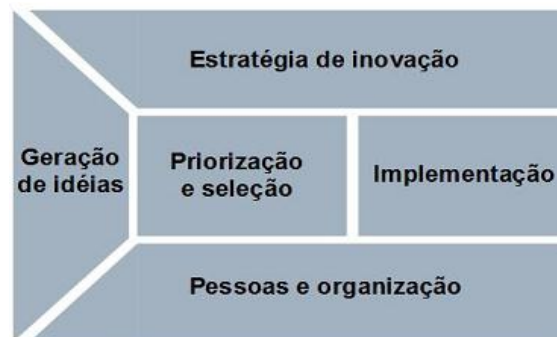 Estratégia de inovação
Geração
de idéias
Priorização
e seleção
Implementação
Pessoas e organização